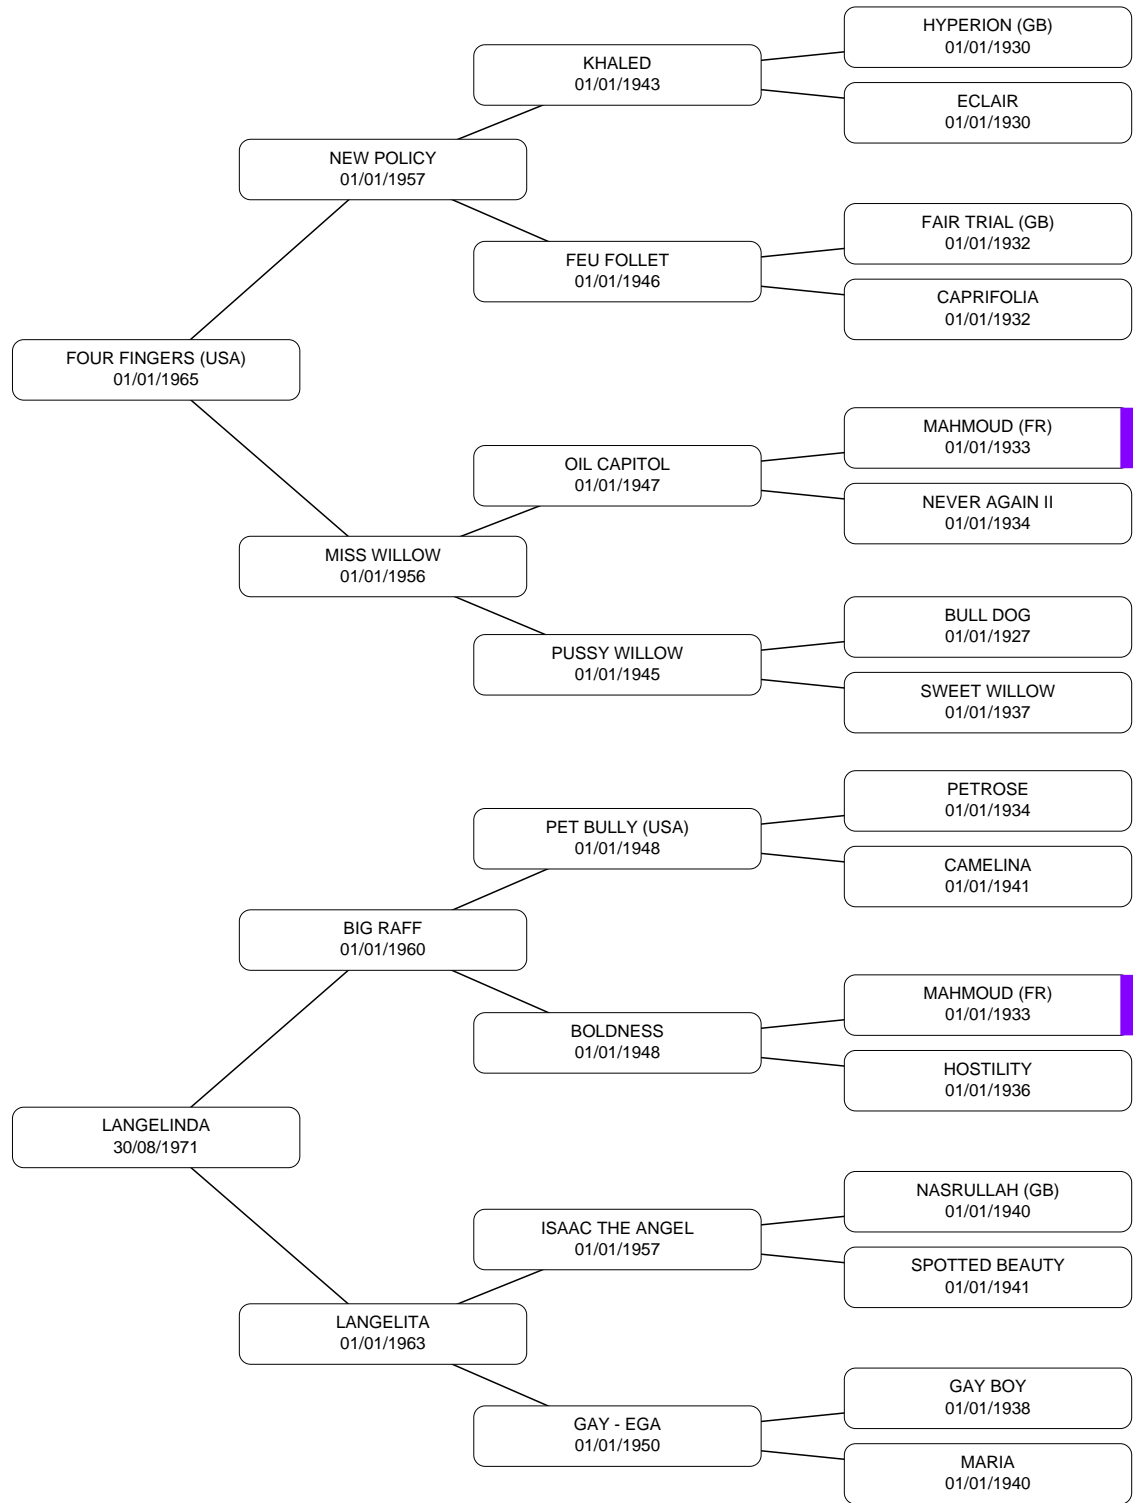 HYPERION (GB)
01/01/1930
KHALED
01/01/1943
ECLAIR
01/01/1930
NEW POLICY
01/01/1957
FAIR TRIAL (GB)
01/01/1932
FEU FOLLET
01/01/1946
CAPRIFOLIA
01/01/1932
FOUR FINGERS (USA)
01/01/1965
MAHMOUD (FR)
01/01/1933
OIL CAPITOL
01/01/1947
NEVER AGAIN II
01/01/1934
MISS WILLOW
01/01/1956
BULL DOG
01/01/1927
PUSSY WILLOW
01/01/1945
SWEET WILLOW
01/01/1937
PETROSE
01/01/1934
PET BULLY (USA)
01/01/1948
CAMELINA
01/01/1941
BIG RAFF
01/01/1960
MAHMOUD (FR)
01/01/1933
BOLDNESS
01/01/1948
HOSTILITY
01/01/1936
LANGELINDA
30/08/1971
NASRULLAH (GB)
01/01/1940
ISAAC THE ANGEL
01/01/1957
SPOTTED BEAUTY
01/01/1941
LANGELITA
01/01/1963
GAY BOY
01/01/1938
GAY - EGA
01/01/1950
MARIA
01/01/1940